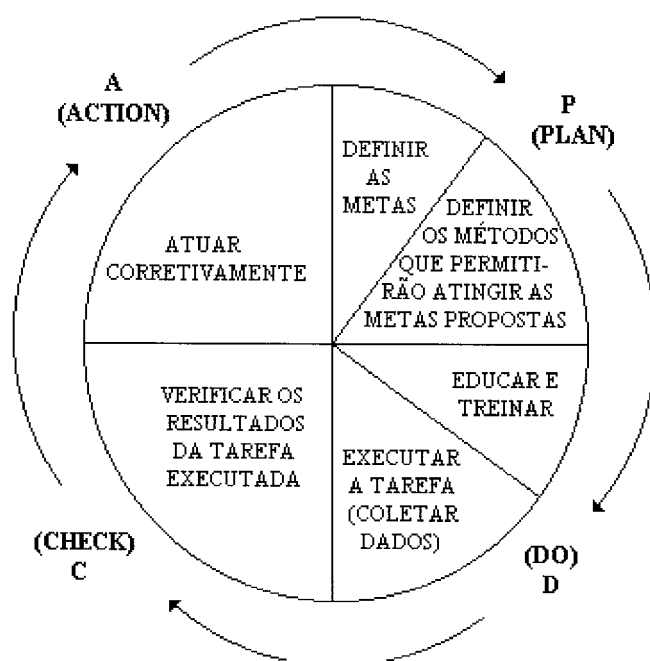 A
(ACTION)
P
(PLAN)
DEFINIR
AS
METAS
DEFINIR
OS MÉTODOS
QUE PERMITI-
RÃO ATINGIR AS
METAS PROPOSTAS
ATUAR
CORRETIVAMENTE
EDUCAR E
TREINAR
VERIFICAR OS
RESULTADOS
DA TAREFA
EXECUTADA
EXECUTAR
A TAREFA
(COLETAR
DADOS)
(CHECK)
C
(DO)
D